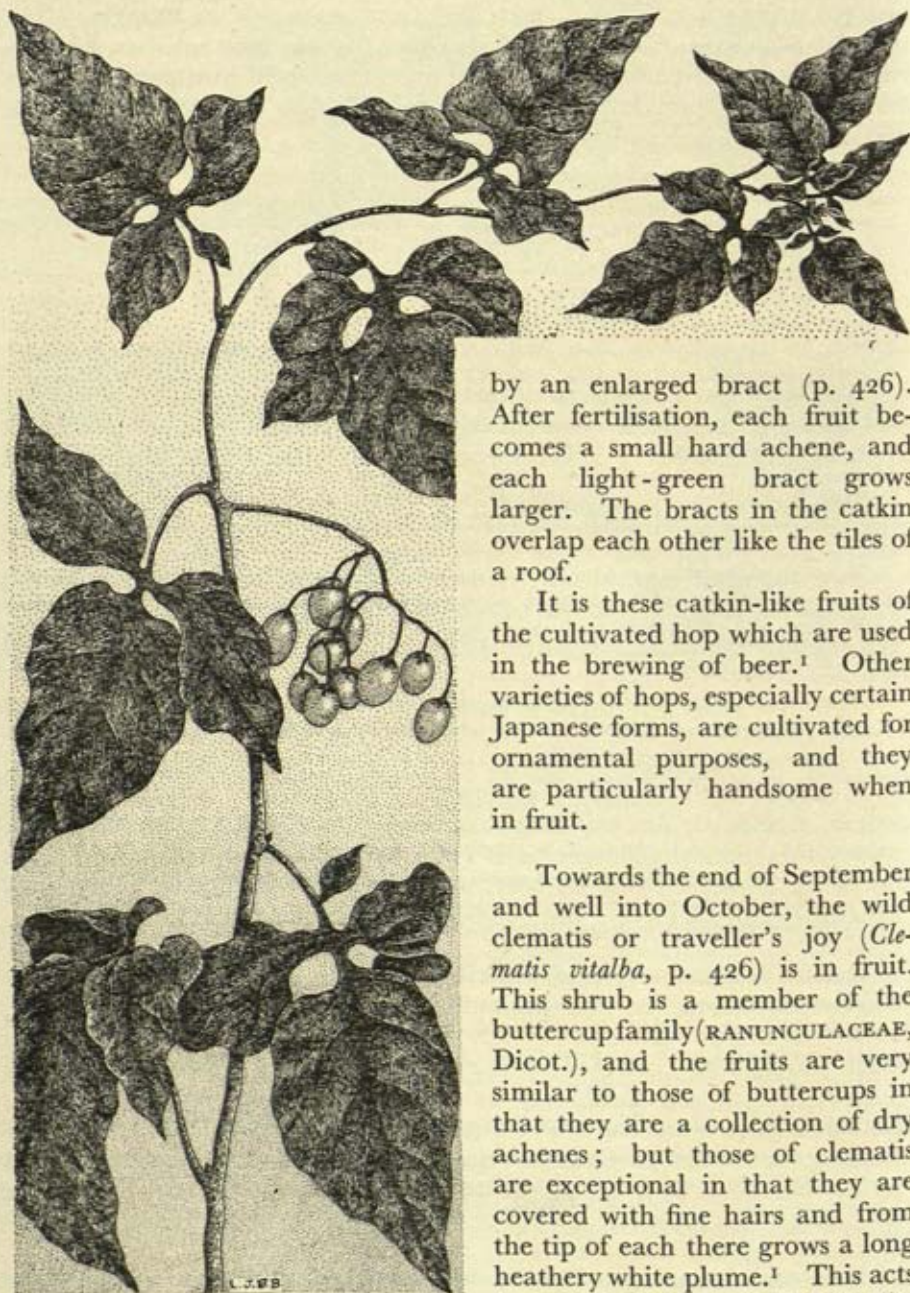 by an enlarged bract (p. 426).
After fertilisation, each fruit be-
comes a small hard achene, and
each light-green bract grows
larger. The bracts in the catkin
overlap each other like the tiles of
a roof.
It is these catkin-like fruits of
the cultivated hop which are used
in the brewing of beer.¹ Other
varieties of hops, especially certain
Japanese forms, are cultivated for
ornamental purposes, and they
are particularly handsome when
in fruit.
Towards the end of September
and well into October, the wild
clematis or traveller's joy (Cle-
matis vitalba, p. 426) is in fruit.
This shrub is a member of the
buttercup family (RANUNCULACEAE,
Dicot.), and the fruits are very
similar to those of buttercups in
that they are a collection of dry
achenes; but those of clematis
are exceptional in that they are
covered with fine hairs and from
the tip of each there grows a long
heathery white plume.¹ This acts